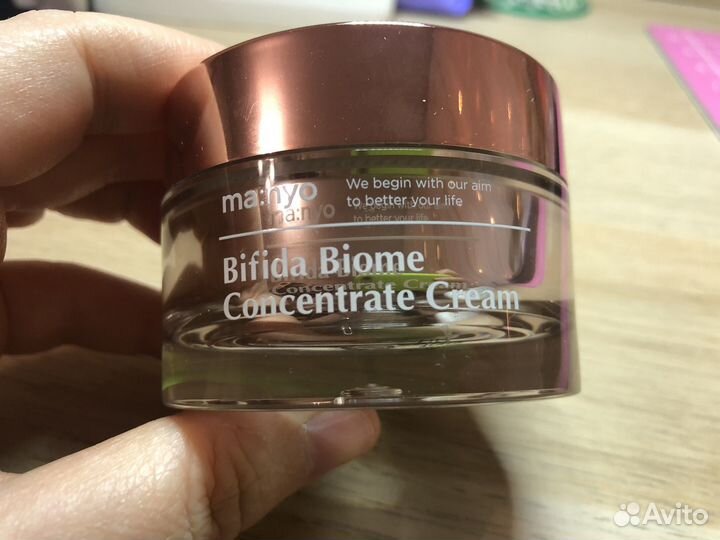 ma:nyo
We begin with our aim
to better your life
Bifida Biome
Concentrate Cream
Avito